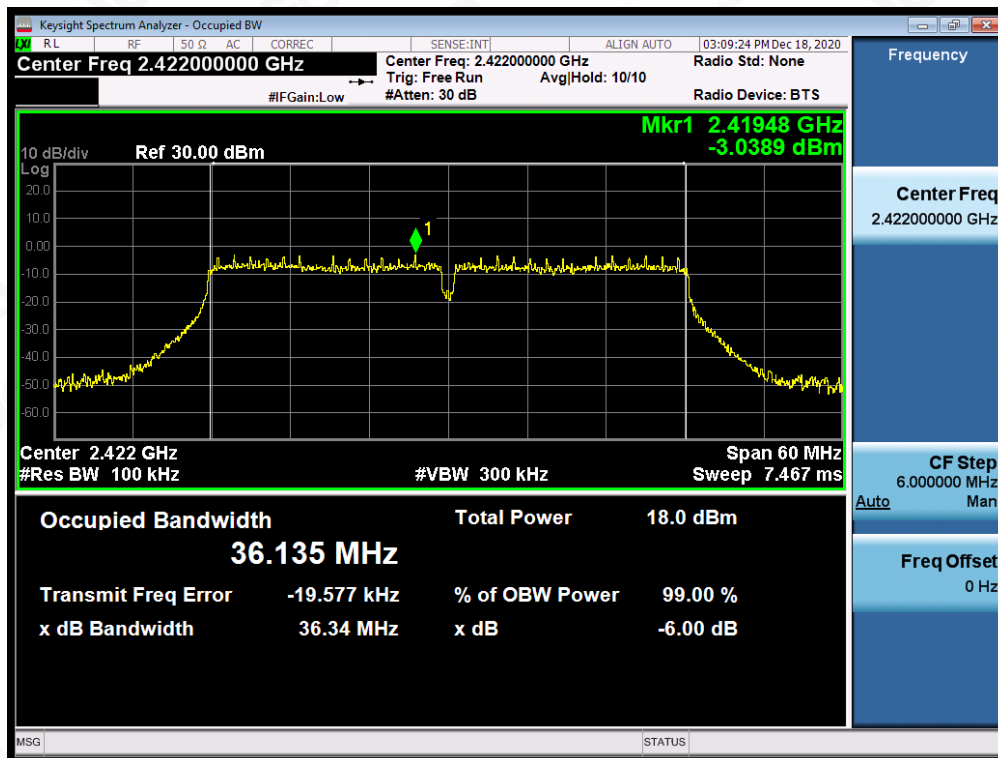 Keysight Spectrum Analyzer - Occupied BW
LXI RL RF 50 Ω AC CORREC SENSE:INT ALIGN AUTO 03:09:24 PM Dec 18, 2020
Center Freq 2.422000000 GHz Center Freq: 2.422000000 GHz Radio Std: None
Trig: Free Run Avg|Hold: 10/10
#IFGain:Low #Atten: 30 dB Radio Device: BTS
Mkr1 2.41948 GHz
10 dB/div Ref 30.00 dBm -3.0389 dBm
Log
20.0
10.0
1
0.00
-10.0
-20.0
-30.0
-40.0
-50.0
-60.0
Center 2.422 GHz Span 60 MHz
#Res BW 100 kHz #VBW 300 kHz Sweep 7.467 ms
Occupied Bandwidth Total Power 18.0 dBm
36.135 MHz
Transmit Freq Error -19.577 kHz % of OBW Power 99.00 %
x dB Bandwidth 36.34 MHz x dB -6.00 dB
Frequency
Center Freq
2.422000000 GHz
CF Step
6.000000 MHz
Auto Man
Freq Offset
0 Hz
MSG STATUS